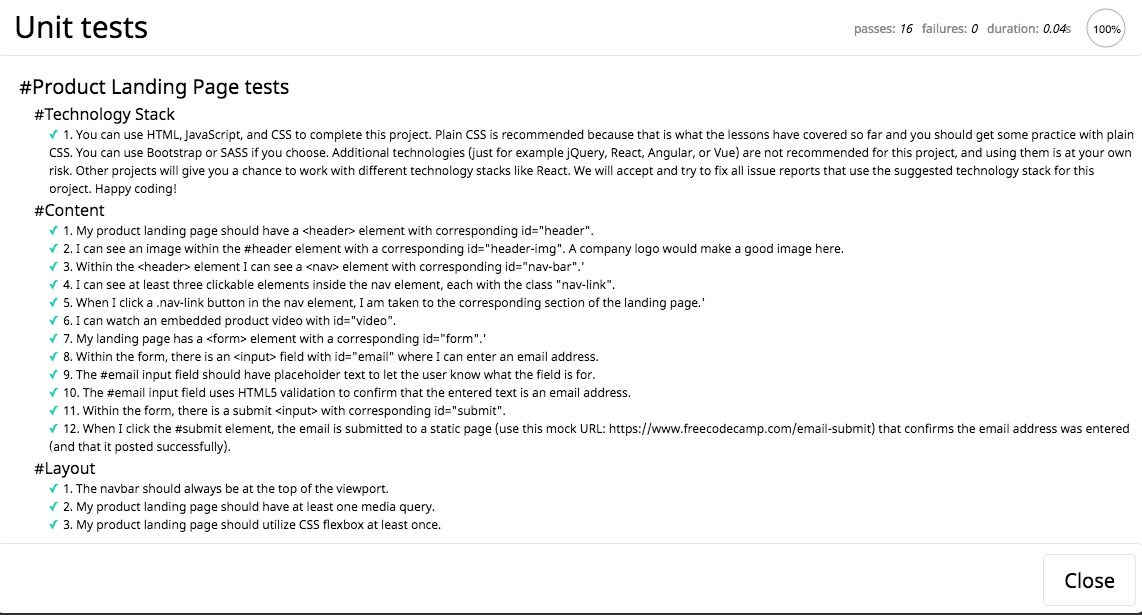 Unit tests
passes: 16 failures: 0 duration: 0.04s 100%
#Product Landing Page tests
#Technology Stack
✓ 1. You can use HTML, JavaScript, and CSS to complete this project. Plain CSS is recommended because that is what the lessons have covered so far and you should get some practice with plain
CSS. You can use Bootstrap or SASS if you choose. Additional technologies (just for example jQuery, React, Angular, or Vue) are not recommended for this project, and using them is at your own
risk. Other projects will give you a chance to work with different technology stacks like React. We will accept and try to fix all issue reports that use the suggested technology stack for this
project. Happy coding!
#Content
✓ 1. My product landing page should have a <header> element with corresponding id="header".
✓ 2. I can see an image within the #header element with a corresponding id="header-img". A company logo would make a good image here.
✓ 3. Within the <header> element I can see a <nav> element with corresponding id="nav-bar".'
✓ 4. I can see at least three clickable elements inside the nav element, each with the class "nav-link".
✓ 5. When I click a .nav-link button in the nav element, I am taken to the corresponding section of the landing page.'
✓ 6. I can watch an embedded product video with id="video".
✓ 7. My landing page has a <form> element with a corresponding id="form".'
✓ 8. Within the form, there is an <input> field with id="email" where I can enter an email address.
✓ 9. The #email input field should have placeholder text to let the user know what the field is for.
✓ 10. The #email input field uses HTML5 validation to confirm that the entered text is an email address.
✓ 11. Within the form, there is a submit <input> with corresponding id="submit".
✓ 12. When I click the #submit element, the email is submitted to a static page (use this mock URL: https://www.freecodecamp.com/email-submit) that confirms the email address was entered
(and that it posted successfully).
#Layout
✓ 1. The navbar should always be at the top of the viewport.
✓ 2. My product landing page should have at least one media query.
✓ 3. My product landing page should utilize CSS flexbox at least once.
Close